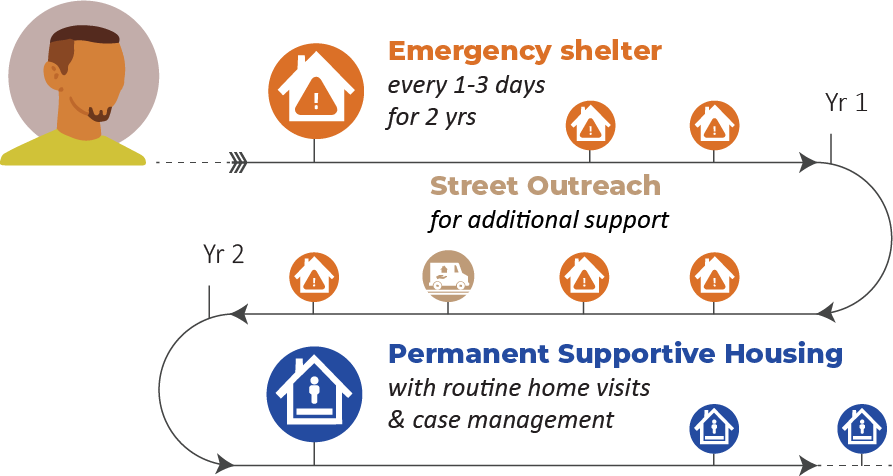 Emergency shelter
every 1-3 days
for 2 yrs
!
!
!
Yr 1
Street Outreach
for additional support
Yr 2
!
!
!
Permanent Supportive Housing
with routine home visits
& case management